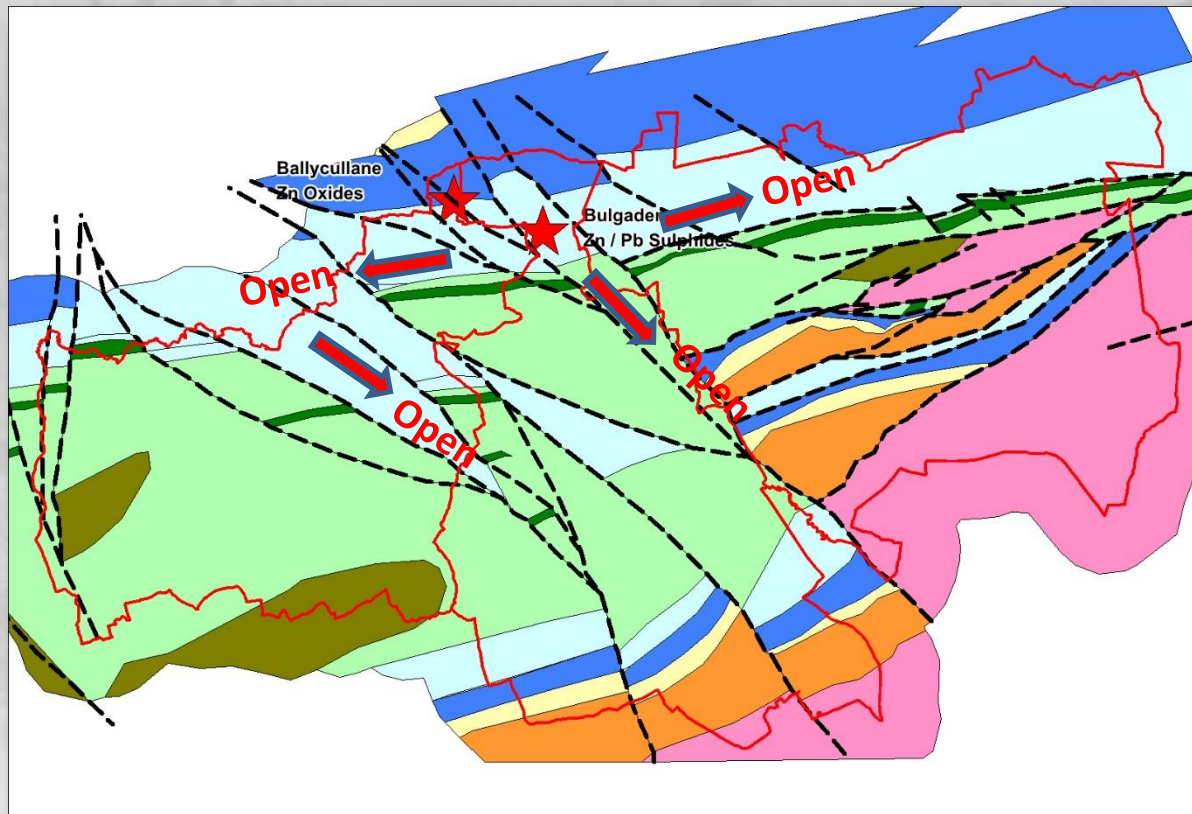 Ballycullane
Zn Oxides
Open
Bulgaden
Zn / Pb Sulphides
Open
Open
Open